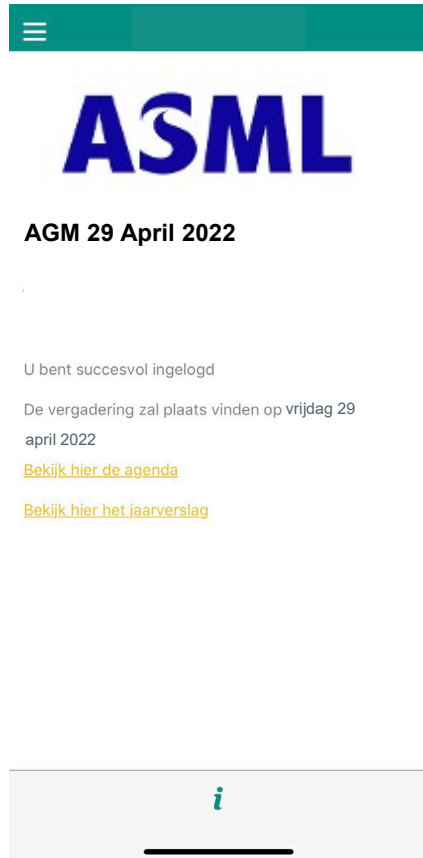 ASML
AGM 29 April 2022
U bent succesvol ingelogd
De vergadering zal plaats vinden op vrijdag 29
april 2022
Bekijk hier de agenda
Bekijk hier het jaarverslag
i